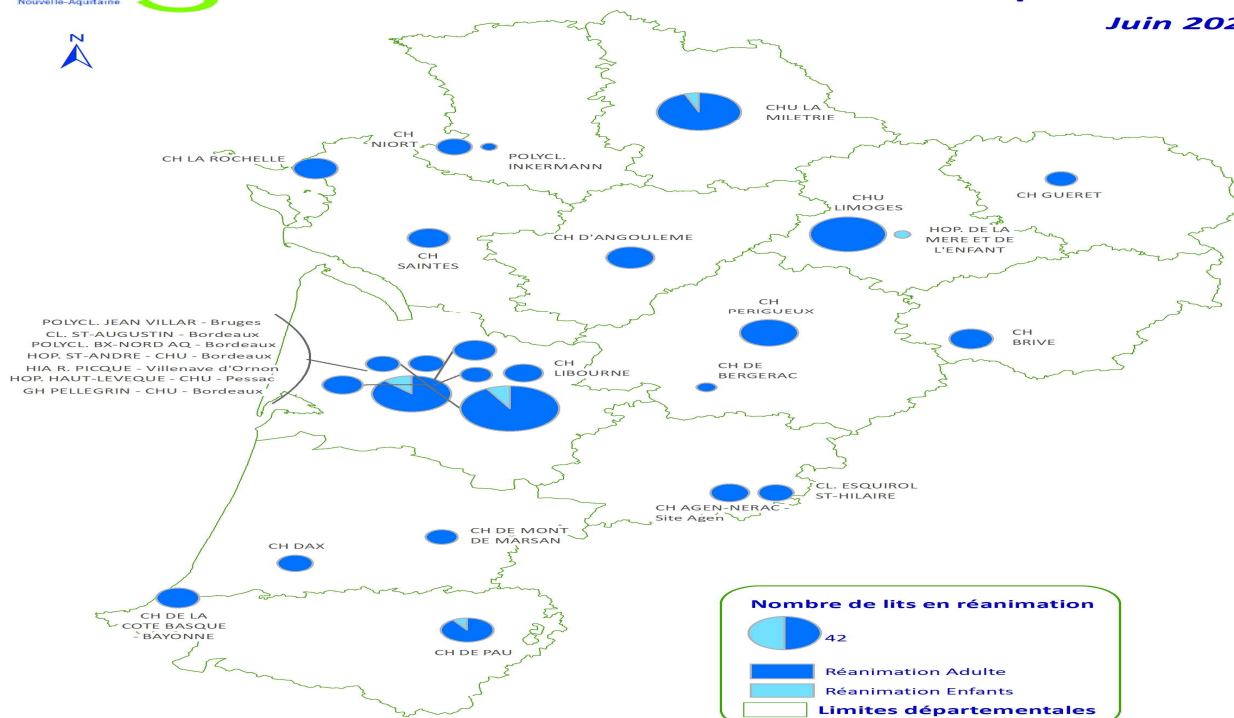 Nouvelle-Aquitaine
Juin 202
N
CHU LA
MILETRIE
CH
NIORT
POLYCL.
INKERMANN
CH LA ROCHELLE
CH GUERET
CHU
LIMOGES
HOP. DE LA
MERE ET DE
L'ENFANT
CH D'ANGOULEME
CH
SAINTES
CH
PERIGUEUX
CH
BRIVE
POLYCL. JEAN VILLAR - Bruges
CL. ST-AUGUSTIN - Bordeaux
POLYCL. BX-NORD AQ - Bordeaux
HOP. ST-ANDRE - CHU - Bordeaux
HIA R. PICQUE - Villenave d'Ornon
HOP. HAUT-LEVEQUE - CHU - Pessac
GH PELLEGRIN - CHU - Bordeaux
CH
LIBOURNE
CH DE
BERGERAC
CL. ESQUIROL
ST-HILAIRE
CH AGEN-NERAC -
Site Agen
CH DE MONT
DE MARSAN
CH DAX
CH DE LA
COTE BASQUE
- BAYONNE
CH DE PAU
Nombre de lits en réanimation
42
Réanimation Adulte
Réanimation Enfants
Limites départementales